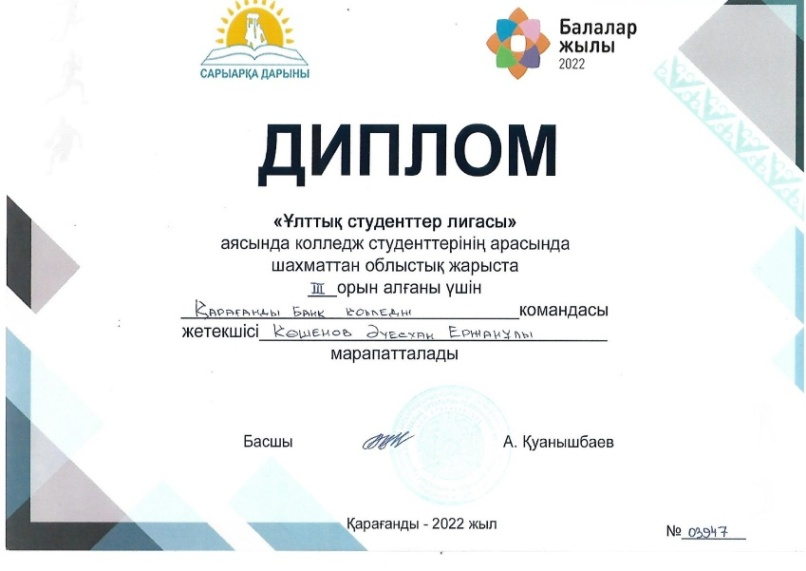 САРЫАРҚА ДАРЫНЫ
Балалар
жылы
2022
ДИПЛОМ
«Ұлттық студенттер лигасы»
аясында колледж студенттерінің арасында
шахматтан облыстық жарыста
III орын алғаны үшін
Қарағанды Банк колледжі командасы
жетекшісі Көшенов Әуесхан Ержанұлы
марапатталады
Басшы А. Қуанышбаев
Қарағанды - 2022 жыл
№ 03947